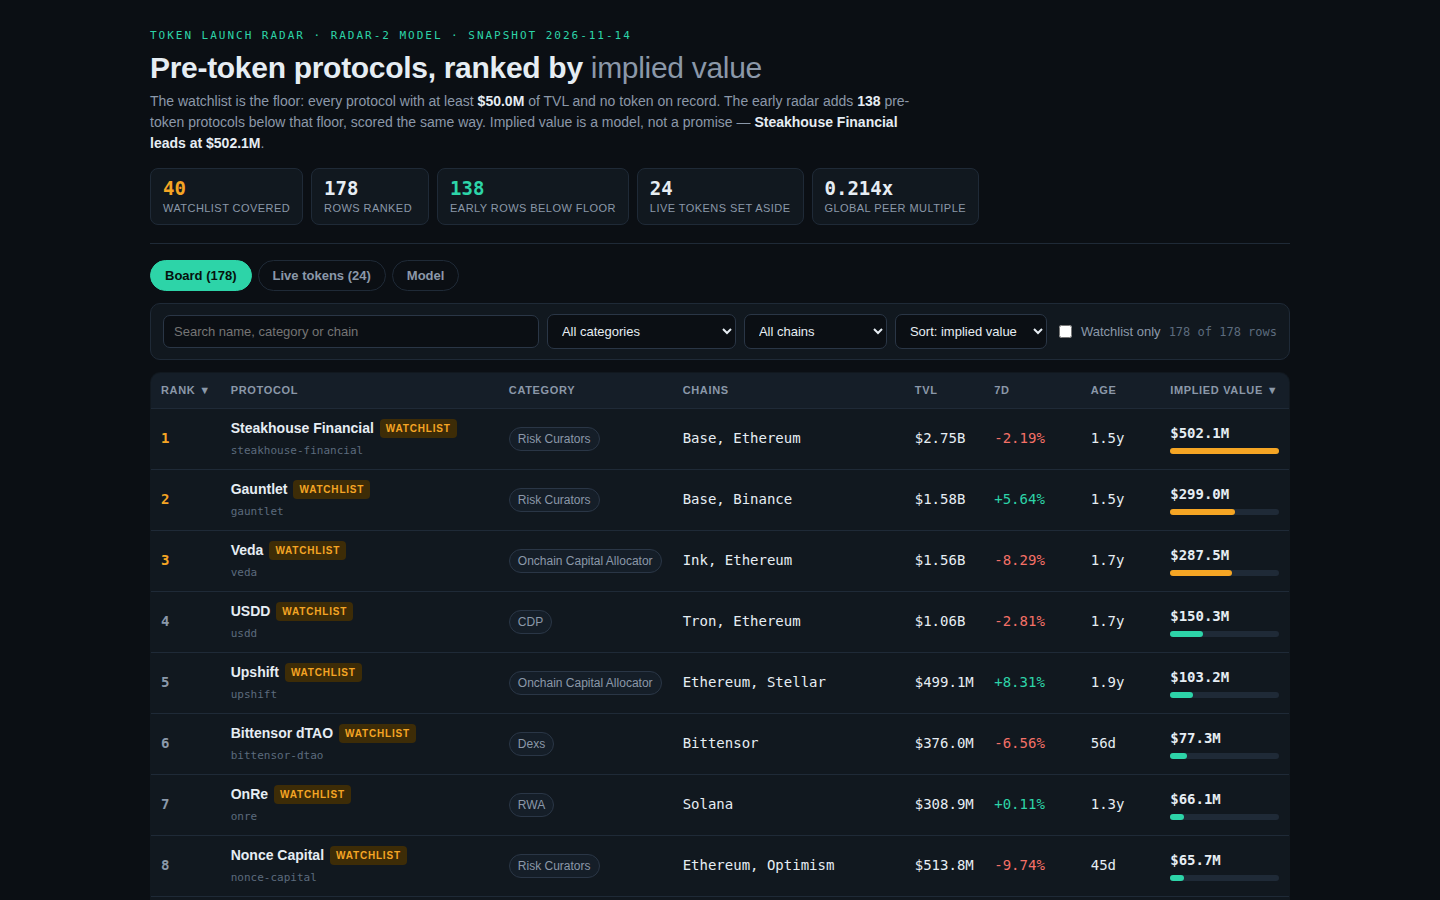 TOKEN LAUNCH RADAR · RADAR-2 MODEL · SNAPSHOT 2026-11-14
Pre-token protocols, ranked by implied value
The watchlist is the floor: every protocol with at least $50.0M of TVL and no token on record. The early radar adds 138 pre-
token protocols below that floor, scored the same way. Implied value is a model, not a promise — Steakhouse Financial
leads at $502.1M.
40 178 138 24 0.214x
WATCHLIST COVERED ROWS RANKED EARLY ROWS BELOW FLOOR LIVE TOKENS SET ASIDE GLOBAL PEER MULTIPLE
Board (178) Live tokens (24) Model
Search name, category or chain All categories All chains Sort: implied value Watchlist only 178 of 178 rows
RANK ▼ PROTOCOL CATEGORY CHAINS TVL 7D AGE IMPLIED VALUE ▼
1 Steakhouse Financial WATCHLIST Risk Curators Base, Ethereum $2.75B -2.19% 1.5y $502.1M
steakhouse-financial
2 Gauntlet WATCHLIST Risk Curators Base, Binance $1.58B +5.64% 1.5y $299.0M
gauntlet
3 Veda WATCHLIST Onchain Capital Allocator Ink, Ethereum $1.56B -8.29% 1.7y $287.5M
veda
4 USDD WATCHLIST CDP Tron, Ethereum $1.06B -2.81% 1.7y $150.3M
usdd
5 Upshift WATCHLIST Onchain Capital Allocator Ethereum, Stellar $499.1M +8.31% 1.9y $103.2M
upshift
6 Bittensor dTAO WATCHLIST Dexs Bittensor $376.0M -6.56% 56d $77.3M
bittensor-dtao
7 OnRe WATCHLIST RWA Solana $308.9M +0.11% 1.3y $66.1M
onre
8 Nonce Capital WATCHLIST Risk Curators Ethereum, Optimism $513.8M -9.74% 45d $65.7M
nonce-capital